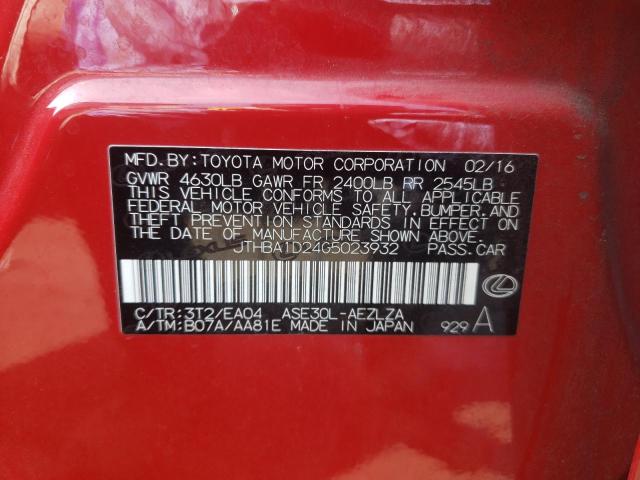 MFD. BY: TOYOTA MOTOR CORPORATION 02/16
GVWR 4630LB GAWR FR 2400LB RR 2545LB
THIS VEHICLE CONFORMS TO ALL APPLICABLE
FEDERAL MOTOR VEHICLE SAFETY, BUMPER, AND
THEFT PREVENTION STANDARDS IN EFFECT ON
THE DATE OF MANUFACTURE SHOWN ABOVE.
JTHBA1D24G5023932 PASS. CAR
C/TR: 3T2/EA04 ASE30L-AEZLZA
A/TM: B07A/AA81E MADE IN JAPAN 929 A